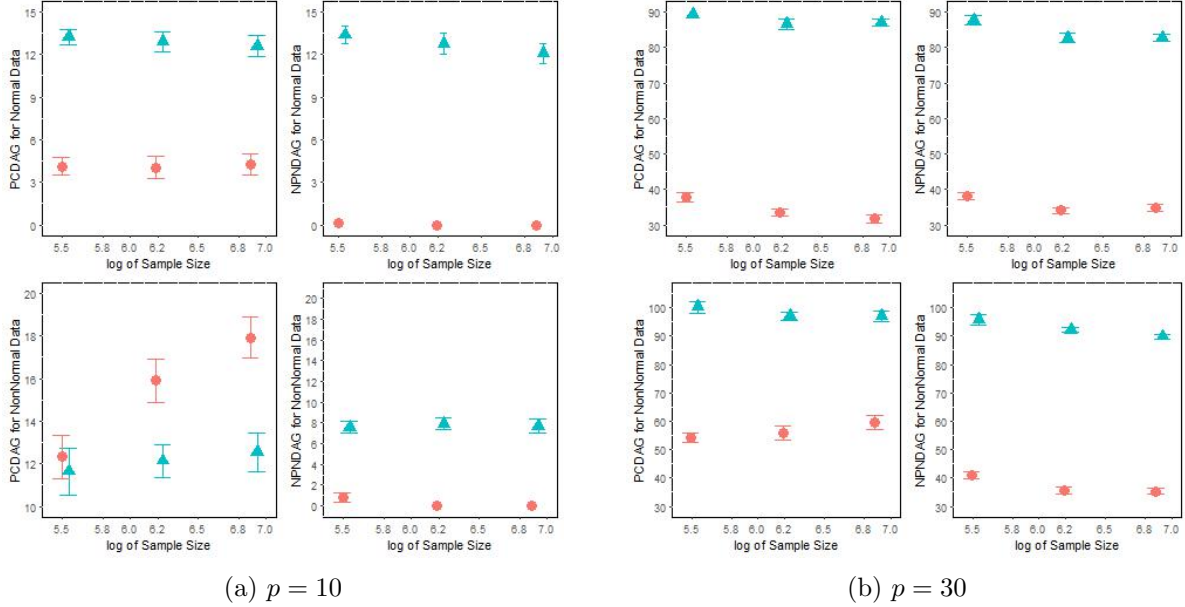 PCDAG for Normal Data
15
12
9
6
3
0
5.5 5.8 6.0 6.2 6.5 6.8 7.0
log of Sample Size
NPNDAG for Normal Data
15
12
9
6
3
0
5.5 5.8 6.0 6.2 6.5 6.8 7.0
log of Sample Size
PCDAG for Normal Data
90
80
70
60
50
40
30
5.5 5.8 6.0 6.2 6.5 6.8 7.0
log of Sample Size
NPNDAG for Normal Data
90
80
70
60
50
40
30
5.5 5.8 6.0 6.2 6.5 6.8 7.0
log of Sample Size
PCDAG for NonNormal Data
20
18
16
14
12
10
5.5 5.8 6.0 6.2 6.5 6.8 7.0
log of Sample Size
NPNDAG for NonNormal Data
20
18
16
14
12
10
8
6
4
2
0
5.5 5.8 6.0 6.2 6.5 6.8 7.0
log of Sample Size
PCDAG for NonNormal Data
100
90
80
70
60
50
40
30
5.5 5.8 6.0 6.2 6.5 6.8 7.0
log of Sample Size
NPNDAG for NonNormal Data
100
90
80
70
60
50
40
30
5.5 5.8 6.0 6.2 6.5 6.8 7.0
log of Sample Size
(a) p = 10
(b) p = 30